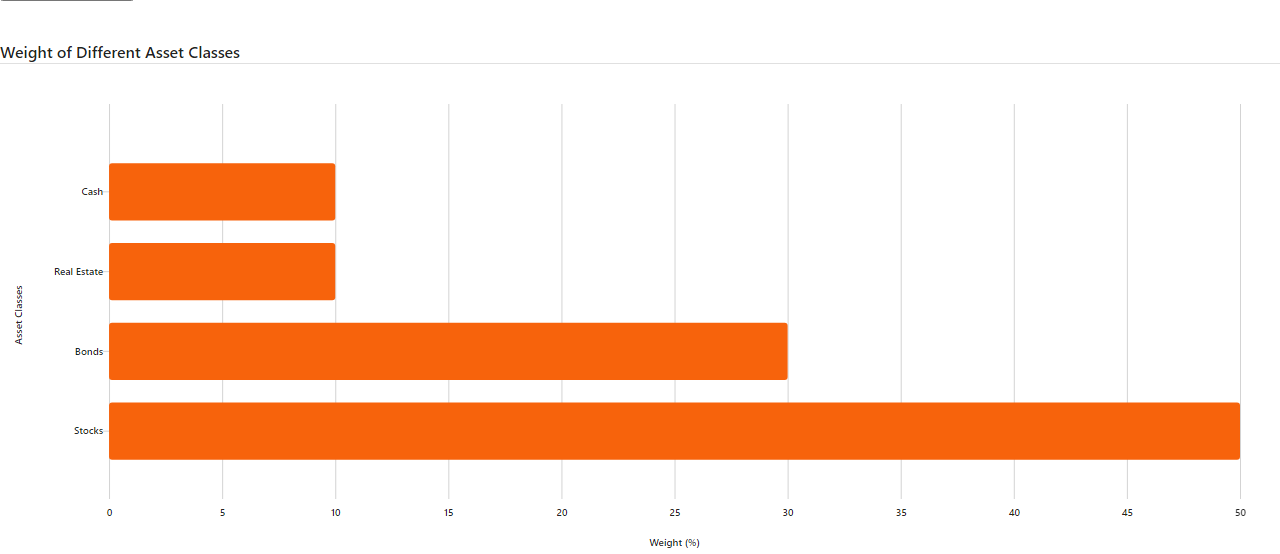 Weight of Different Asset Classes
Cash
Real Estate
Bonds
Stocks
Asset Classes
0 5 10 15 20 25 30 35 40 45 50
Weight (%)